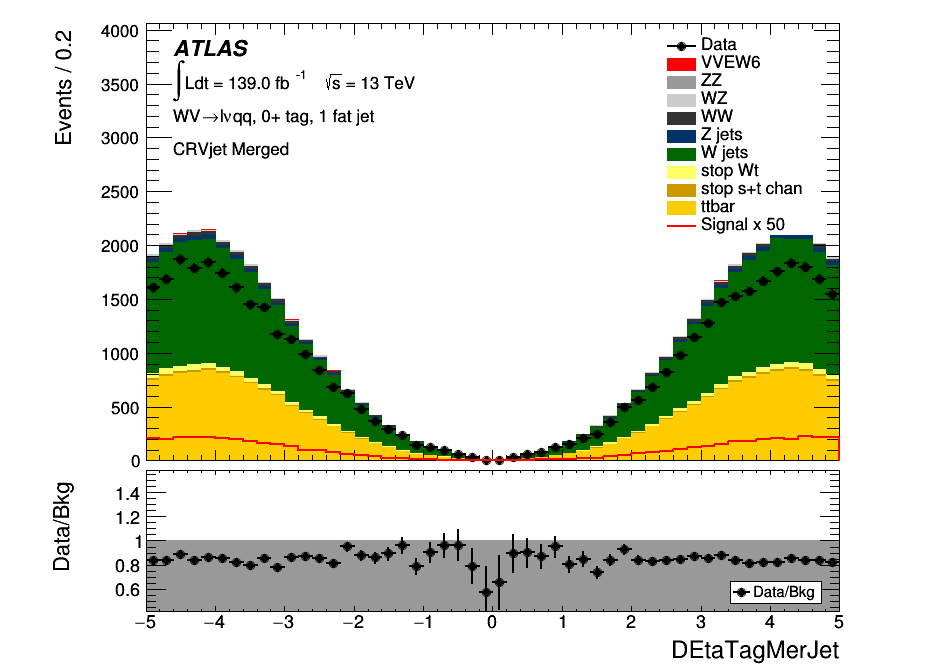 ATLAS
∫Ldt = 139.0 fb⁻¹ √s = 13 TeV
WV→lνqq, 0+ tag, 1 fat jet
CRVjet Merged
Data
VVEW6
ZZ
WZ
WW
Z jets
W jets
stop Wt
stop s+t chan
ttbar
Signal x 50
Events / 0.2
4000
3500
3000
2500
2000
1500
1000
500
0
Data/Bkg
1.4
1.2
1
0.8
0.6
Data/Bkg
−5 −4 −3 −2 −1 0 1 2 3 4 5
DEtaTagMerJet